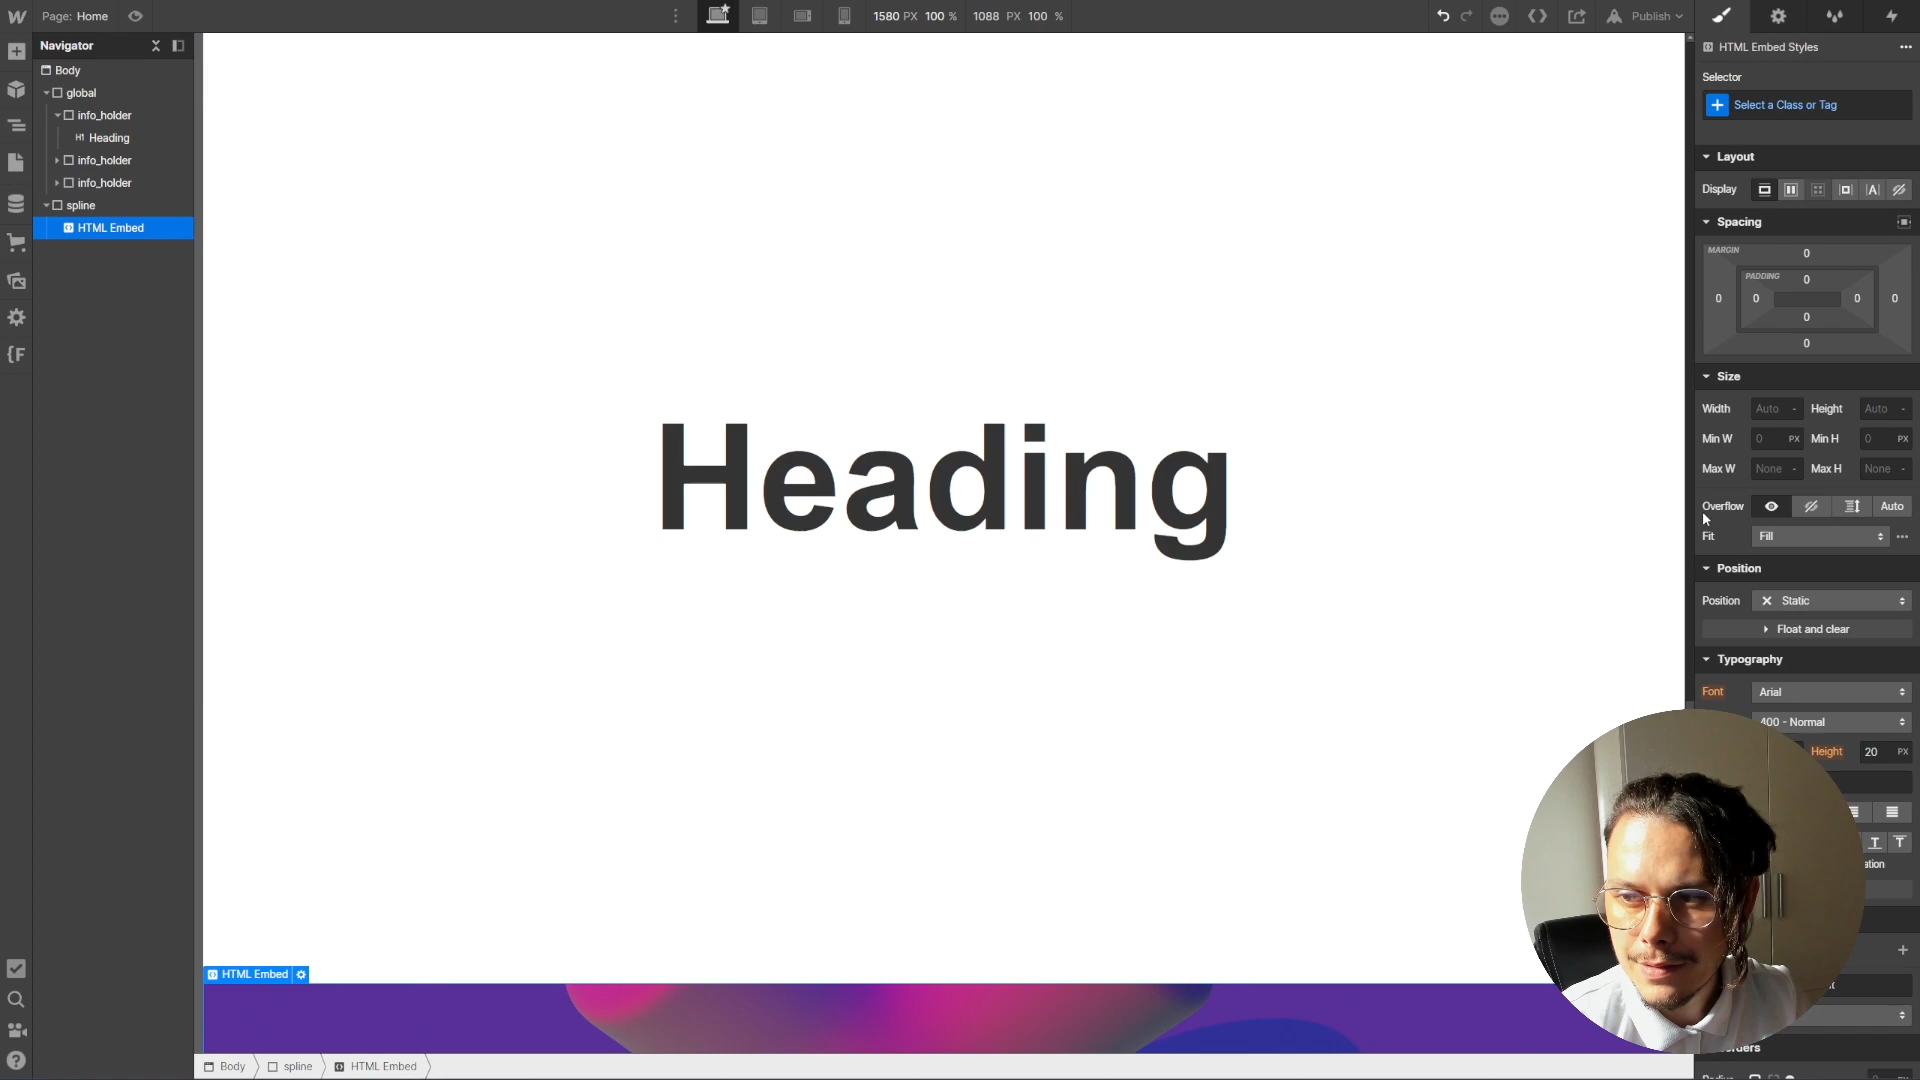 Page: Home
1580 PX 100 % 1088 PX 100 %
Publish
Navigator
HTML Embed Styles
Body
Selector
global
Select a Class or Tag
info_holder
H1 Heading
info_holder
Layout
info_holder
Display
spline
Spacing
HTML Embed
MARGIN
0
PADDING
0
0 0 0 0
0
0
Size
Width Auto - Height Auto -
Min W 0 PX Min H 0 PX
Max W None - Max H None -
Heading
Overflow Auto
Fit Fill
Position
Position Static
Float and clear
Typography
Font Arial
400 - Normal
Height 20 PX
HTML Embed
Body spline HTML Embed